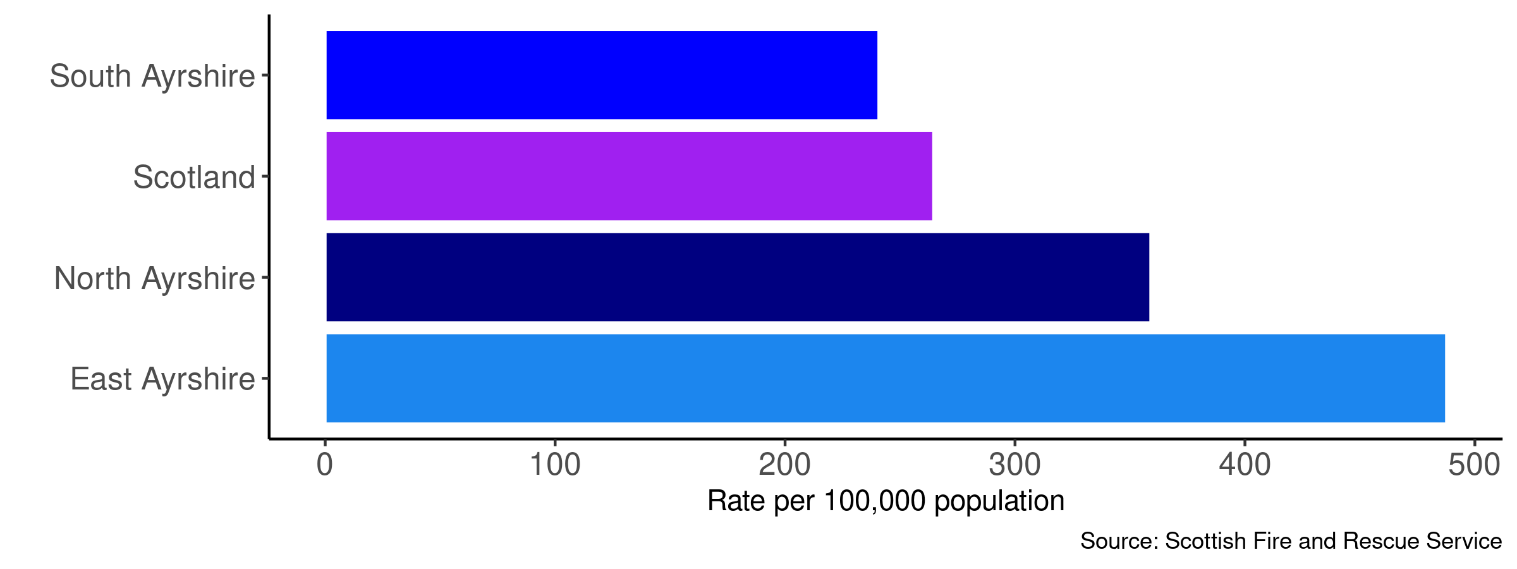 South Ayrshire
Scotland
North Ayrshire
East Ayrshire
0 100 200 300 400 500
Rate per 100,000 population
Source: Scottish Fire and Rescue Service